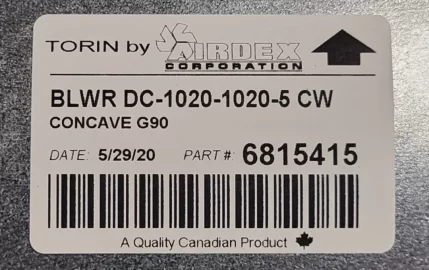 TORIN by AIRDEX
CORPORATION
BLWR DC-1020-1020-5 CW
CONCAVE G90
DATE: 5/29/20 PART #: 6815415
A Quality Canadian Product